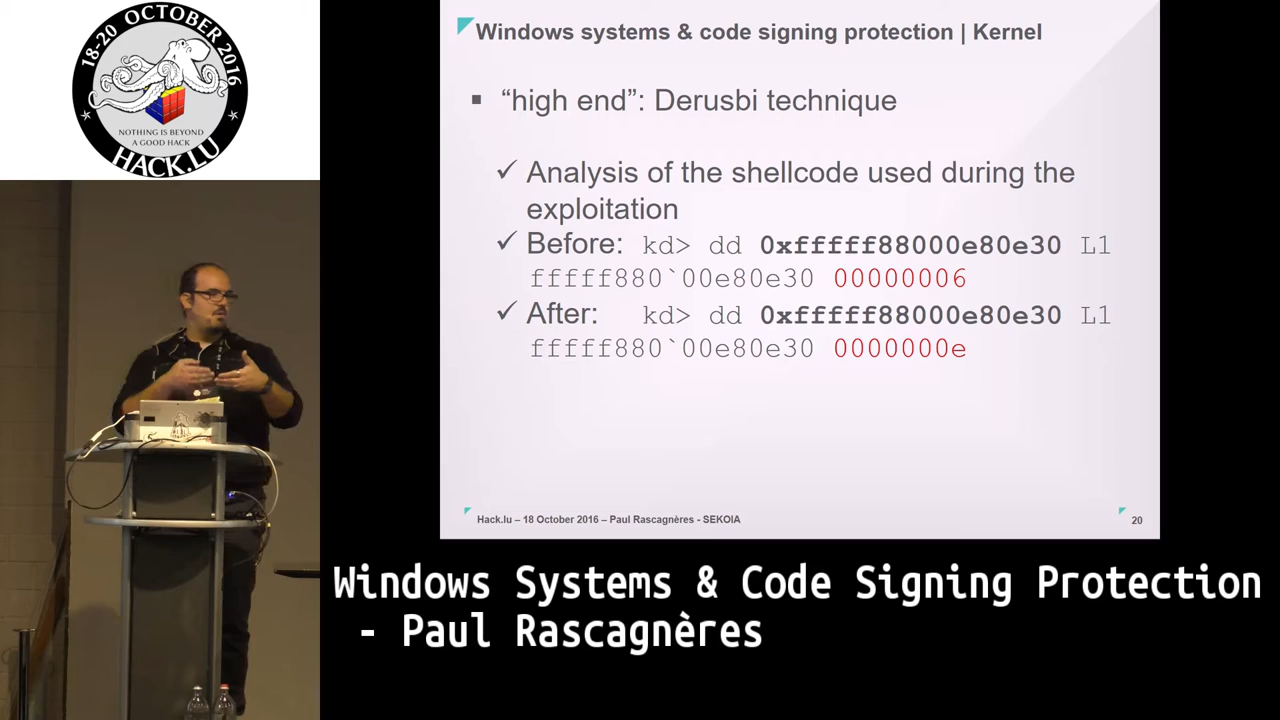 18-20 OCTOBER 2016
NOTHING IS BEYOND
A GOOD HACK
HACK.LU
Windows systems & code signing protection | Kernel
▪ “high end”: Derusbi technique
✓ Analysis of the shellcode used during the
exploitation
✓ Before: kd> dd 0xfffff88000e80e30 L1
fffff880`00e80e30 00000006
✓ After: kd> dd 0xfffff88000e80e30 L1
fffff880`00e80e30 0000000e
Hack.lu – 18 October 2016 – Paul Rascagnères - SEKOIA
20
Windows Systems & Code Signing Protection
- Paul Rascagnères